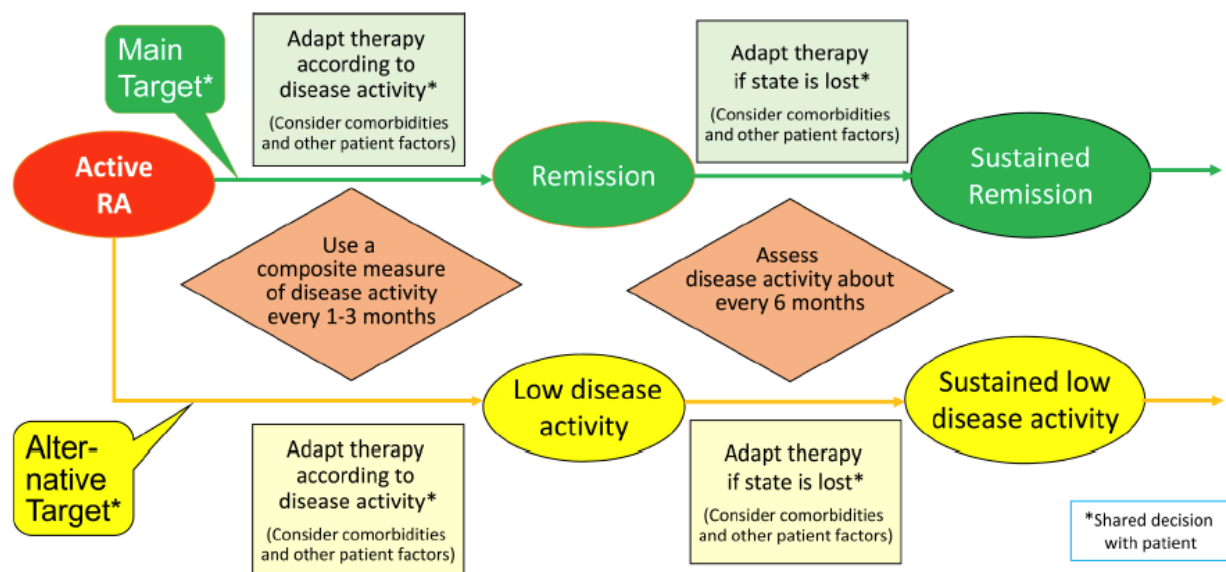 Main
Target*
Adapt therapy
according to
disease activity*
(Consider comorbidities
and other patient factors)
Adapt therapy
if state is lost*
(Consider comorbidities
and other patient factors)
Active
RA
Remission
Sustained
Remission
Use a
composite measure
of disease activity
every 1-3 months
Assess
disease activity about
every 6 months
Low disease
activity
Sustained low
disease activity
Alter-
native
Target*
Adapt therapy
according to
disease activity*
(Consider comorbidities
and other patient factors)
Adapt therapy
if state is lost*
(Consider comorbidities
and other patient factors)
*Shared decision
with patient